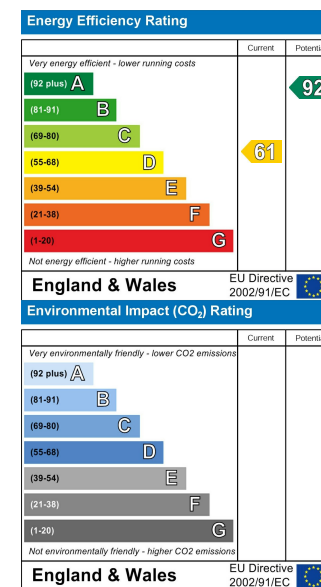 Energy Efficiency Rating
Current
Very energy efficient - lower running costs
(92 plus) A
92
(81-91) B
(69-80) C
61
(55-68) D
(39-54) E
(21-38) F
(1-20) G
Not energy efficient - higher running costs
England & Wales
EU Directive
2002/91/EC
Environmental Impact (CO₂) Rating
Current
Very environmentally friendly - lower CO2 emissions
(92 plus) A
(81-91) B
(69-80) C
(55-68) D
(39-54) E
(21-38) F
(1-20) G
Not environmentally friendly - higher CO2 emissions
England & Wales
EU Directive
2002/91/EC